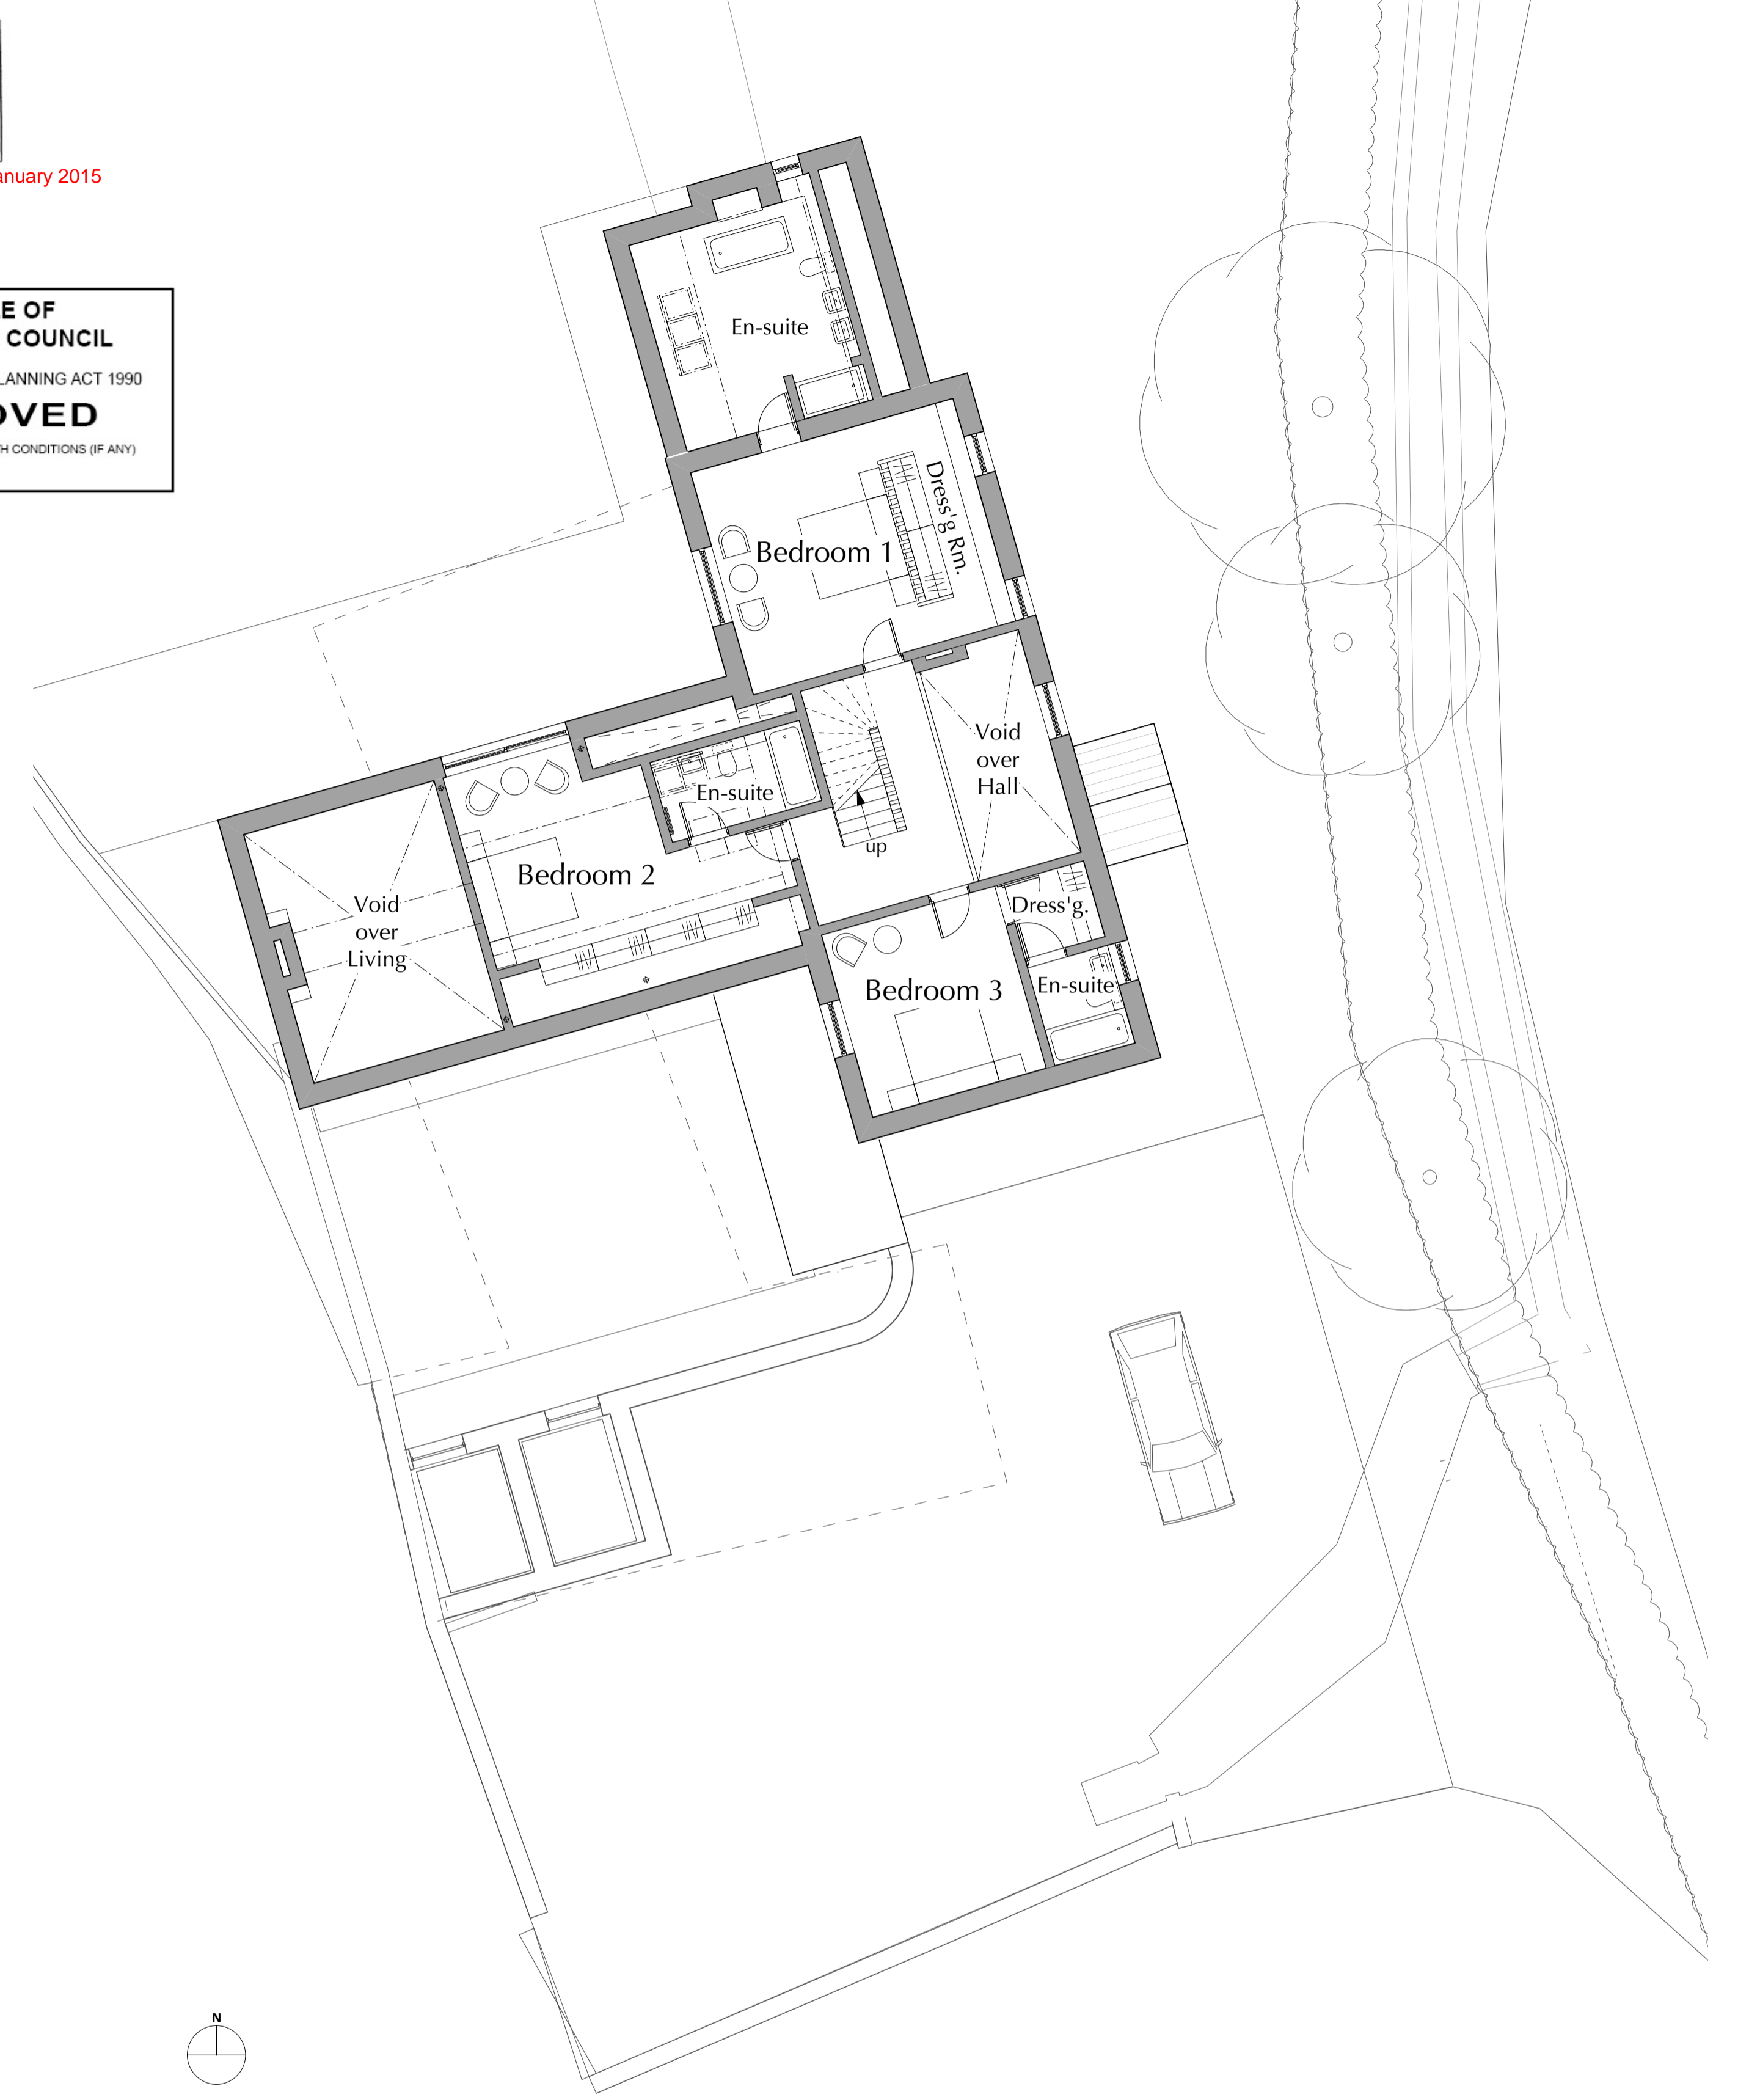 anuary 2015
E OF
COUNCIL
LANNING ACT 1990
OVED
H CONDITIONS (IF ANY)
En-suite
Dress'g Rm.
Bedroom 1
Void
over
Hall
En-suite
up
Bedroom 2
Void
over
Living
Dress'g.
En-suite
Bedroom 3
N